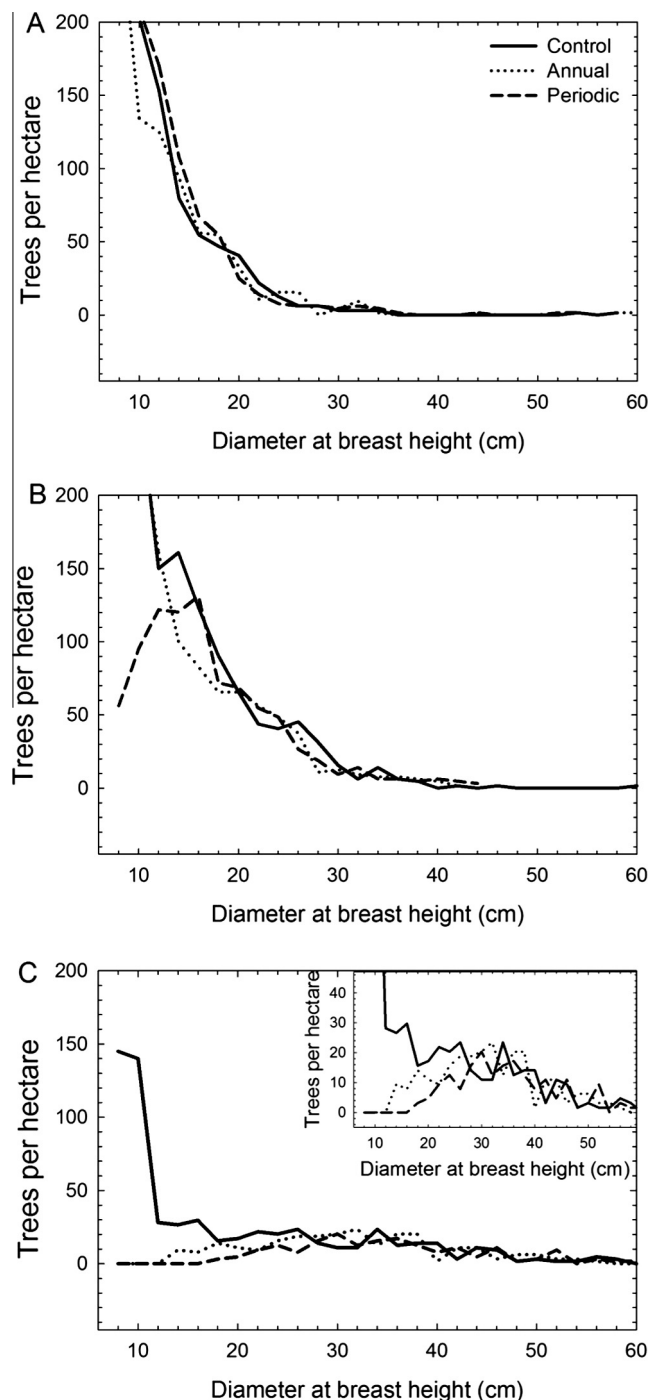 A
200
150
100
50
0
Trees per hectare
Control
Annual
Periodic
10 20 30 40 50 60
Diameter at breast height (cm)
B
200
150
100
50
0
Trees per hectare
10 20 30 40 50 60
Diameter at breast height (cm)
C
200
150
100
50
0
Trees per hectare
40
30
20
10
0
Trees per hectare
10 20 30 40 50
Diameter at breast height (cm)
10 20 30 40 50 60
Diameter at breast height (cm)